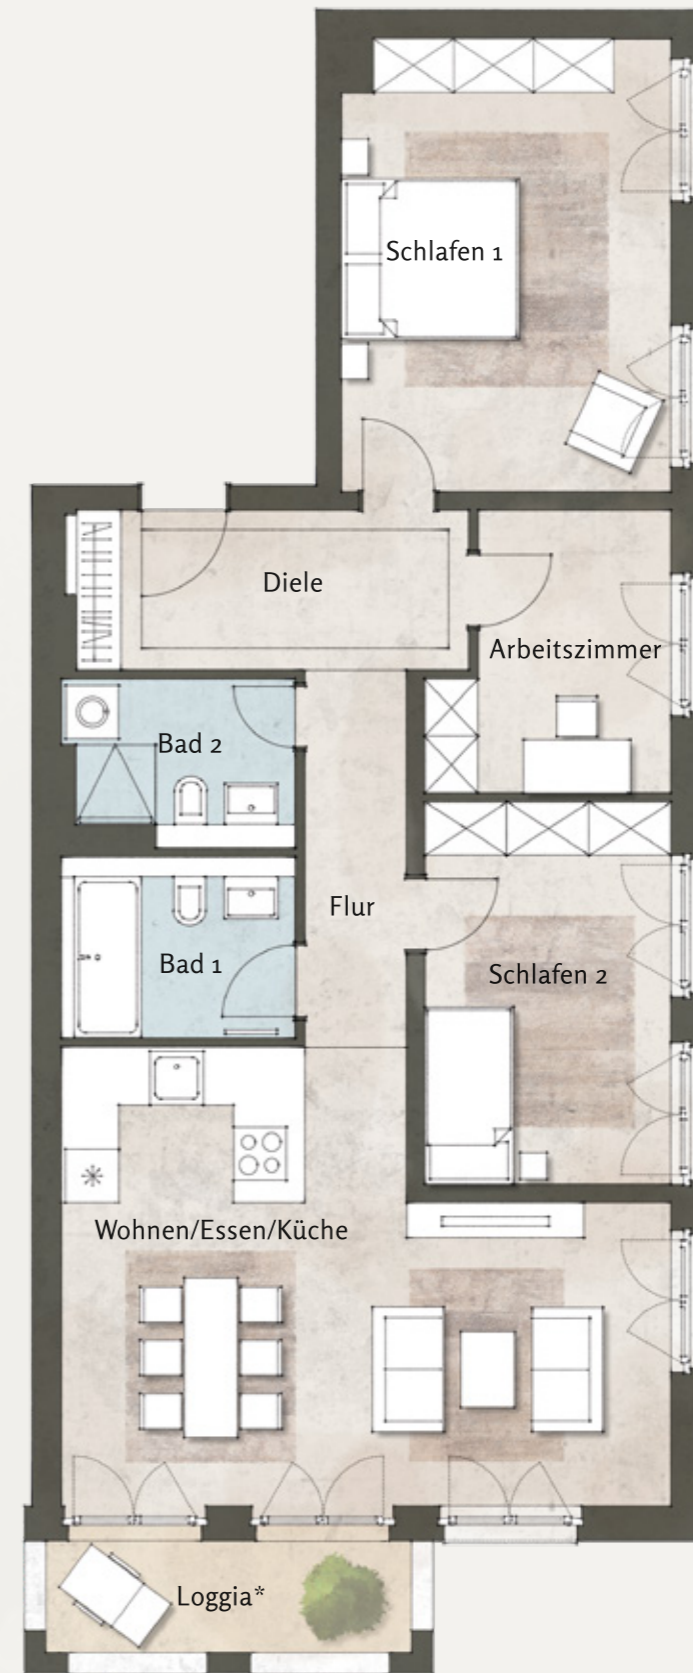 Schlafen 1
Diele
Arbeitszimmer
Bad 2
Flur
Bad 1
Schlafen 2
Wohnen/Essen/Küche
Loggia*